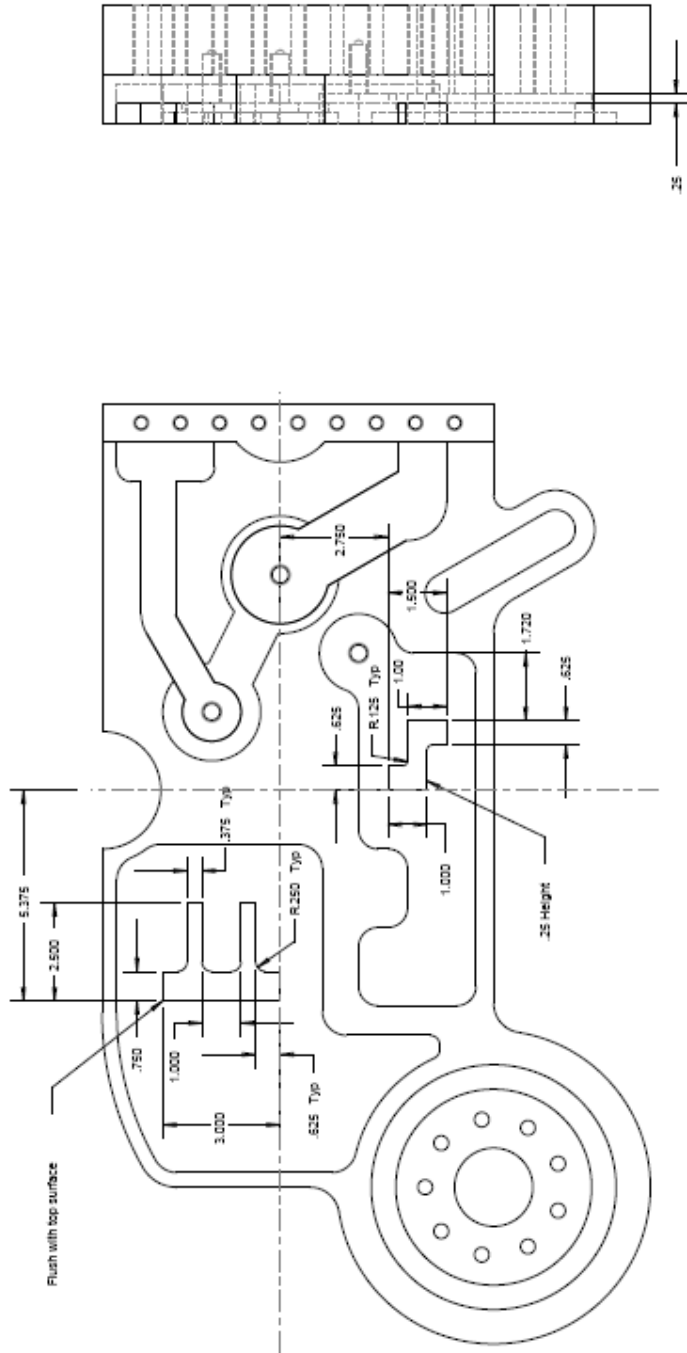 .25
2.750
1.500
1.720
.625
1.00
R.125 Typ
.625
5.375
.375 Typ
2.500
R.250 Typ
1.000
.25 Height
.750
1.000
.625 Typ
3.000
Flush with top surface